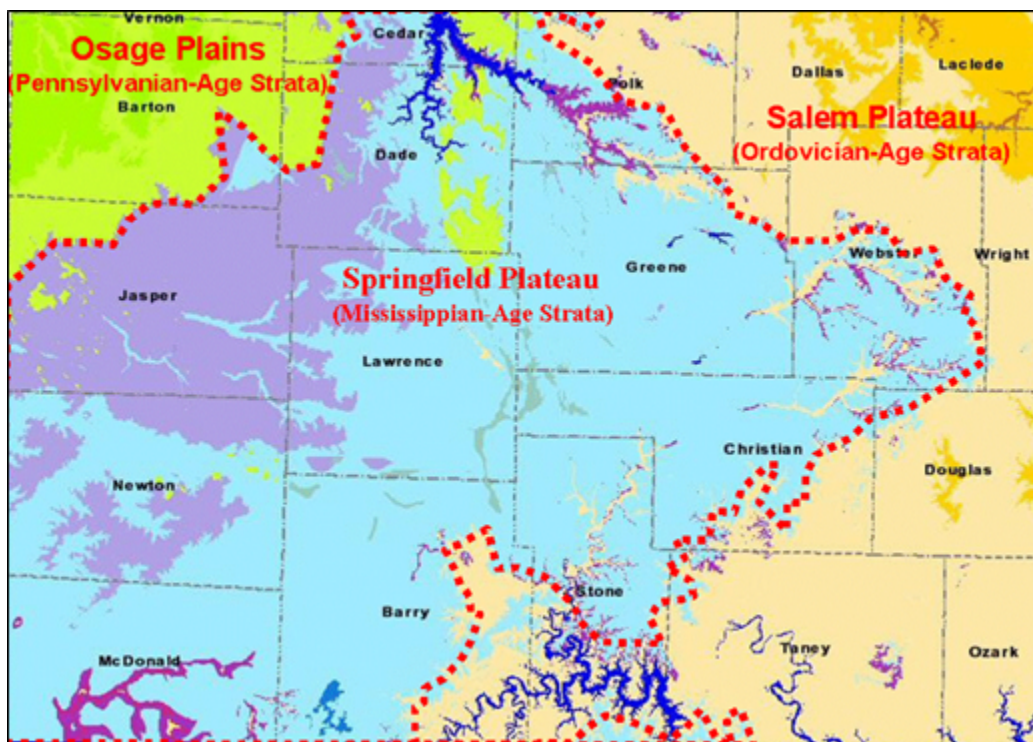 Vernon
Cedar
Osage Plains
(Pennsylvanian-Age Strata)
Barton
Polk
Dallas
Laclede
Salem Plateau
(Ordovician-Age Strata)
Dade
Webster
Wright
Greene
Springfield Plateau
(Mississippian-Age Strata)
Jasper
Lawrence
Christian
Douglas
Newton
Stone
Barry
Taney
Ozark
McDonald